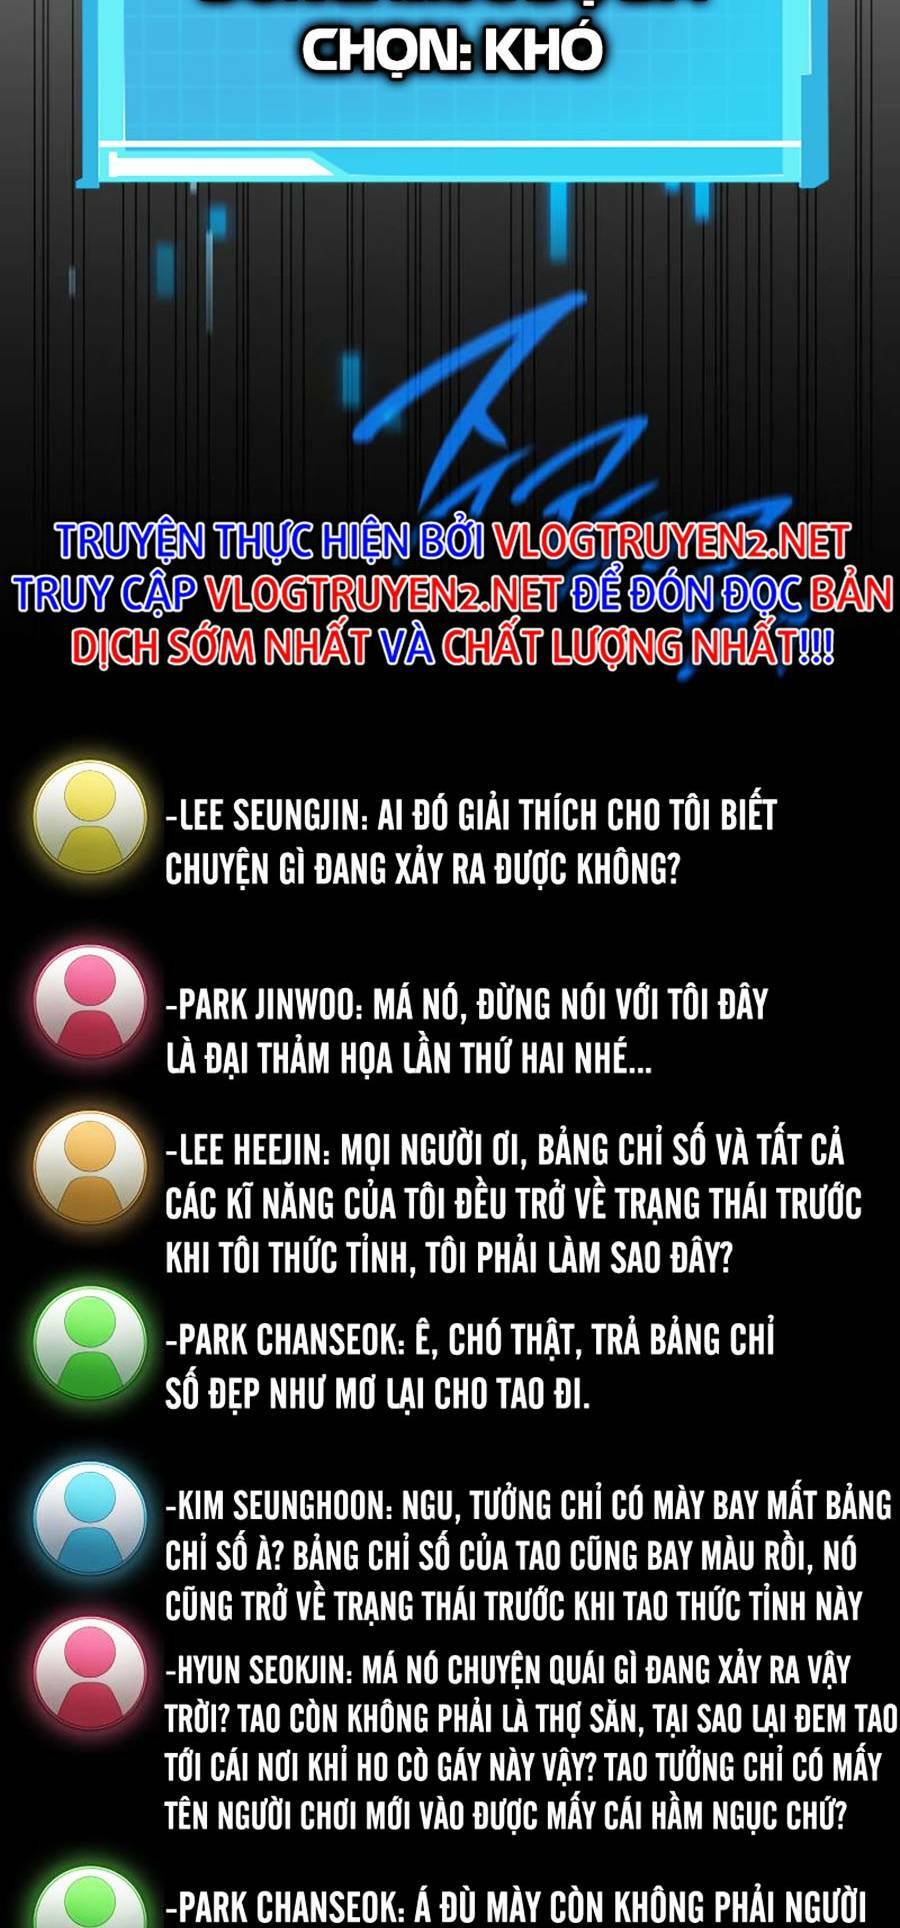 CHỌN: KHÓ
TRUYỆN THỰC HIỆN BỞI VLOGTRUYEN2.NET
TRUY CẬP VLOGTRUYEN2.NET ĐỂ ĐÓN ĐỌC BẢN
DỊCH SỚM NHẤT VÀ CHẤT LƯỢNG NHẤT!!!
-LEE SEUNGJIN: AI ĐÓ GIẢI THÍCH CHO TÔI BIẾT
CHUYỆN GÌ ĐANG XẢY RA ĐƯỢC KHÔNG?
-PARK JINWOO: MÁ NÓ, ĐỪNG NÓI VỚI TÔI ĐÂY
LÀ ĐẠI THẢM HỌA LẦN THỨ HAI NHÉ...
-LEE HEEJIN: MỌI NGƯỜI ƠI, BẢNG CHỈ SỐ VÀ TẤT CẢ
CÁC KĨ NĂNG CỦA TÔI ĐỀU TRỞ VỀ TRẠNG THÁI TRƯỚC
KHI TÔI THỨC TỈNH, TÔI PHẢI LÀM SAO ĐÂY?
-PARK CHANSEOK: Ê, CHÓ THẬT, TRẢ BẢNG CHỈ
SỐ ĐẸP NHƯ MƠ LẠI CHO TAO ĐI.
-KIM SEUNGHOON: NGU, TƯỞNG CHỈ CÓ MÀY BAY MẤT BẢNG
CHỈ SỐ À? BẢNG CHỈ SỐ CỦA TAO CŨNG BAY MÀU RỒI, NÓ
CŨNG TRỞ VỀ TRẠNG THÁI TRƯỚC KHI TAO THỨC TỈNH NÀY
-HYUN SEOKJIN: MÁ NÓ CHUYỆN QUÁI GÌ ĐANG XẢY RA VẬY
TRỜI? TAO CÒN KHÔNG PHẢI LÀ THỢ SĂN, TẠI SAO LẠI ĐEM TAO
TỚI CÁI NƠI KHỈ HO CÒ GÁY NÀY VẬY? TAO TƯỞNG CHỈ CÓ MẤY
TÊN NGƯỜI CHƠI MỚI VÀO ĐƯỢC MẤY CÁI HẦM NGỤC CHỨ?
-PARK CHANSEOK: Á ĐÙ MÀY CÒN KHÔNG PHẢI NGƯỜI